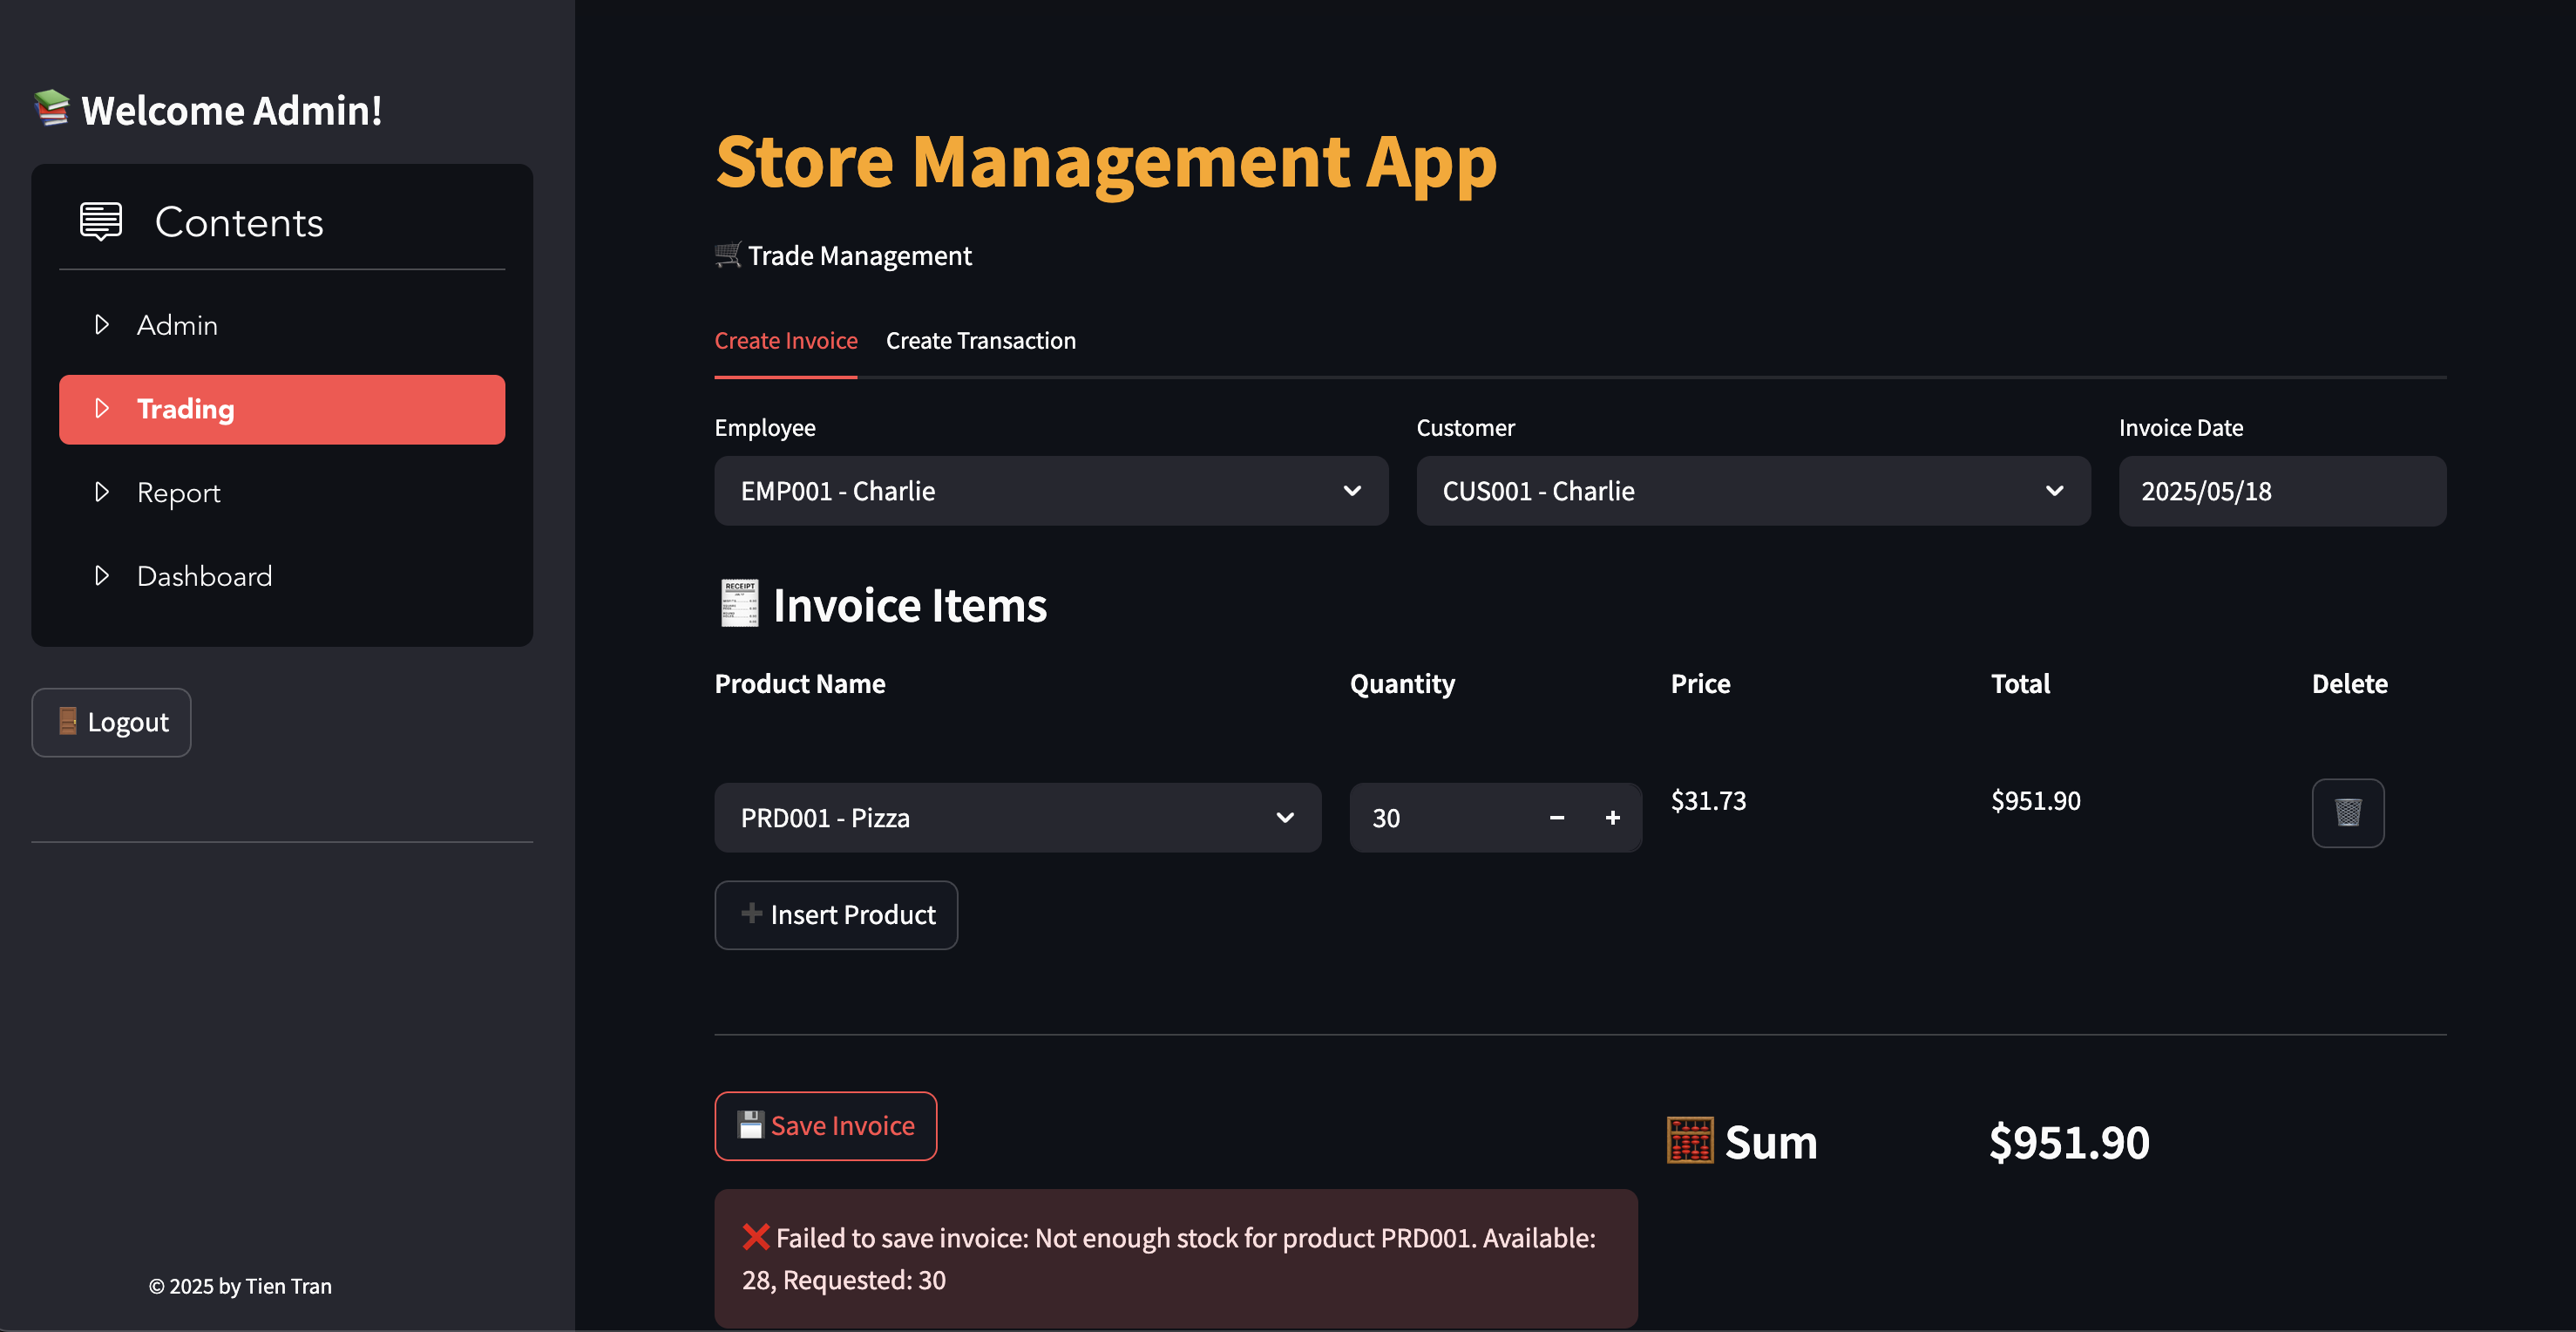 Welcome Admin!
Contents
Admin
Trading
Report
Dashboard
Logout
© 2025 by Tien Tran
Store Management App
Trade Management
Create Invoice
Create Transaction
Employee
Customer
Invoice Date
EMP001 - Charlie
CUS001 - Charlie
2025/05/18
RECEIPT
Invoice Items
Product Name
Quantity
Price
Total
Delete
PRD001 - Pizza
30
$31.73
$951.90
Insert Product
Save Invoice
Sum
$951.90
Failed to save invoice: Not enough stock for product PRD001. Available:
28, Requested: 30